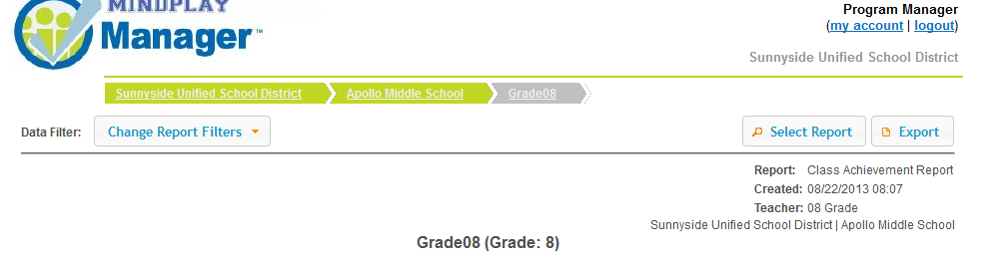 MINDPLAY
Manager™
Program Manager
(my account | logout)
Sunnyside Unified School District
Sunnyside Unified School District Apollo Middle School Grade08
Data Filter: Change Report Filters Select Report Export
Report: Class Achievement Report
Created: 08/22/2013 08:07
Teacher: 08 Grade
Sunnyside Unified School District | Apollo Middle School
Grade08 (Grade: 8)